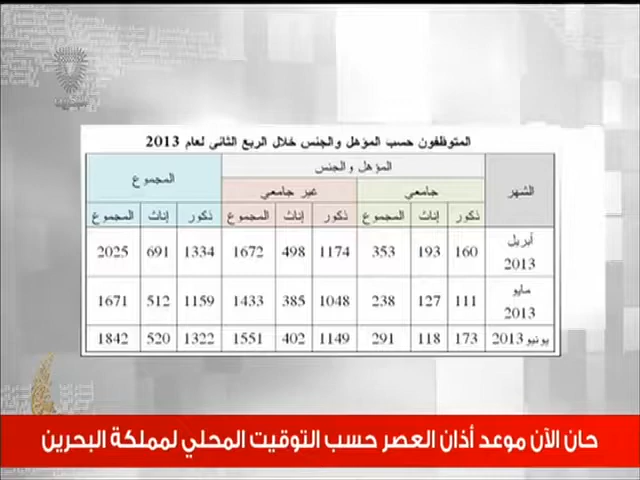 المتوظفون حسب المؤهل والجنس خلال الربع الثاني لعام 2013
الشهر المؤهل والجنس المجموع
جامعي غير جامعي
ذكور إناث المجموع ذكور إناث المجموع ذكور إناث المجموع
أبريل 2013 160 193 353 1174 498 1672 1334 691 2025
مايو 2013 111 127 238 1048 385 1433 1159 512 1671
يونيو 2013 173 118 291 1149 402 1551 1322 520 1842
حان الآن موعد أذان العصر حسب التوقيت المحلي لمملكة البحرين